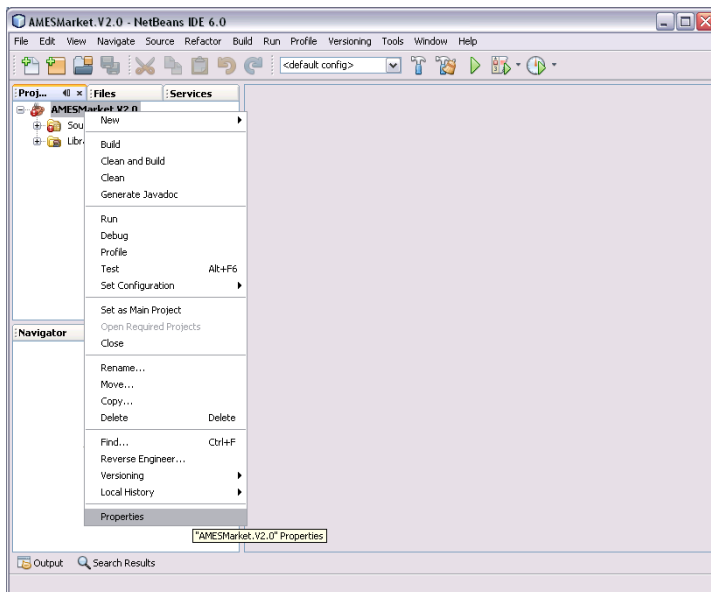 AMESMarket.V2.0 - NetBeans IDE 6.0
File Edit View Navigate Source Refactor Build Run Profile Versioning Tools Window Help
<default config>
Proj... Files Services
AMESMarket.V2.0
Sou
Libr
New
Build
Clean and Build
Clean
Generate Javadoc
Run
Debug
Profile
Test Alt+F6
Set Configuration
Set as Main Project
Open Required Projects
Close
Navigator
Rename...
Move...
Copy...
Delete Delete
Find... Ctrl+F
Reverse Engineer...
Versioning
Local History
Properties
"AMESMarket.V2.0" Properties
Output Search Results